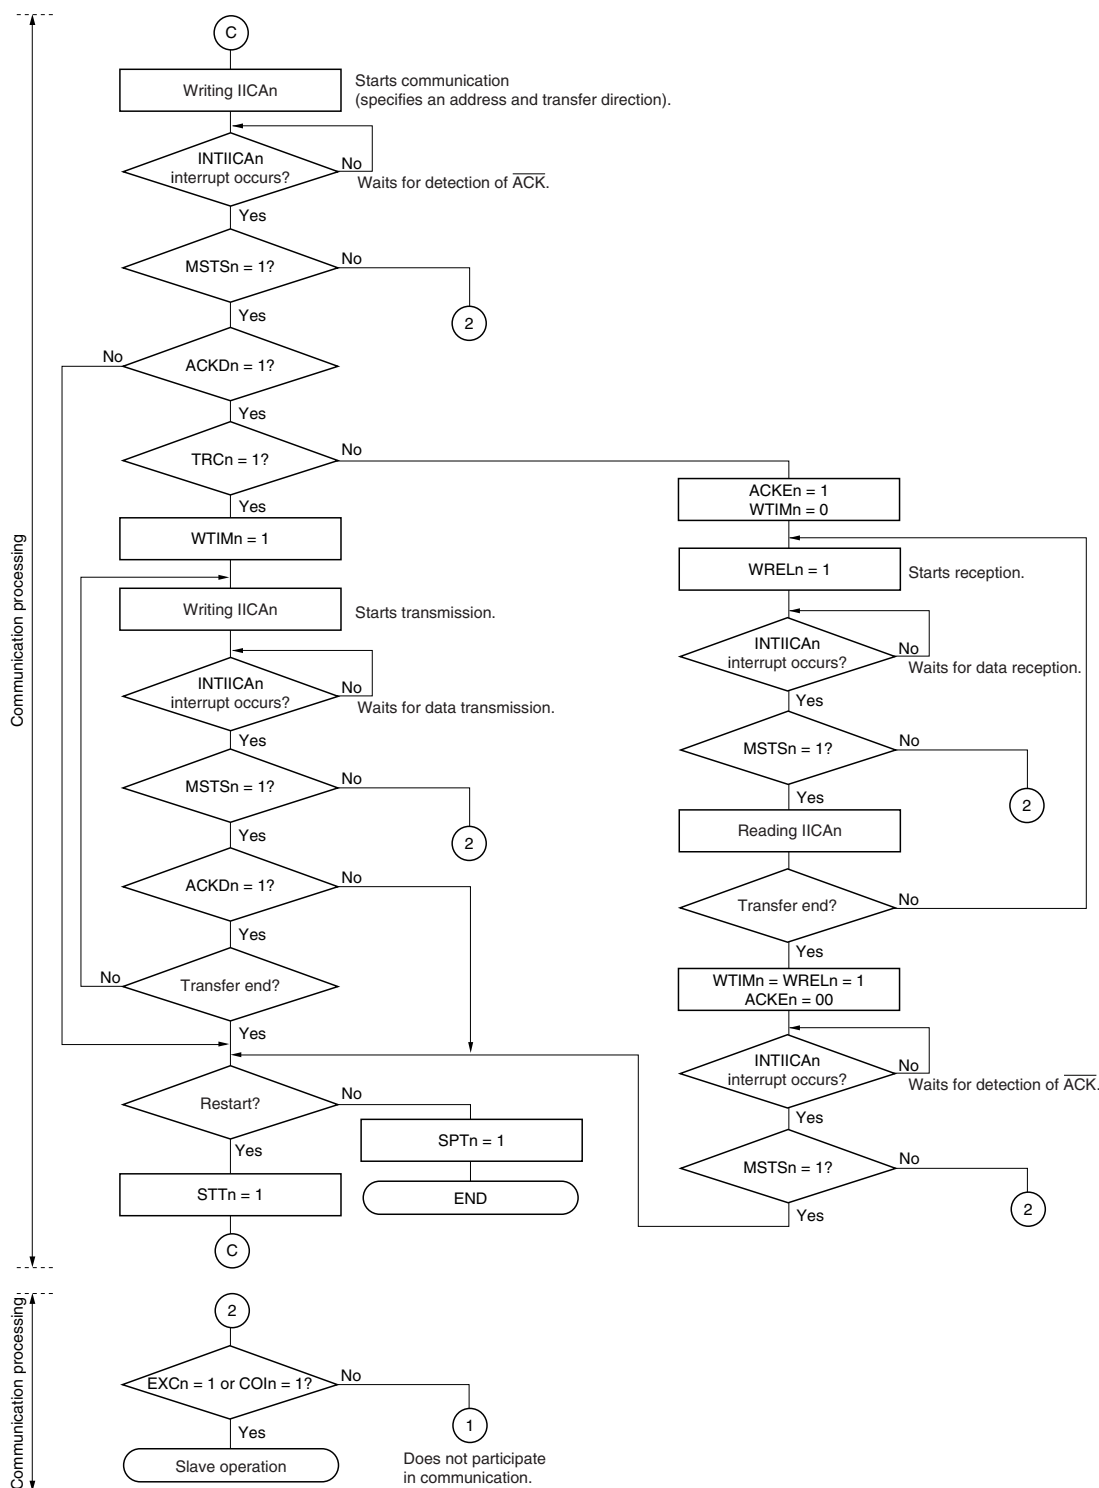 C
Writing IICAn
Starts communication
(specifies an address and transfer direction).
INTIICAn
interrupt occurs?
No
Waits for detection of ACK.
Yes
MSTSn = 1?
No
2
Yes
No
ACKDn = 1?
Yes
TRCn = 1?
No
Yes
WTIMn = 1
Writing IICAn
Starts transmission.
INTIICAn
interrupt occurs?
No
Waits for data transmission.
Yes
MSTSn = 1?
No
2
Yes
ACKDn = 1?
No
Yes
No
Transfer end?
Yes
ACKEn = 1
WTIMn = 0
WRELn = 1
Starts reception.
INTIICAn
interrupt occurs?
No
Waits for data reception.
Yes
MSTSn = 1?
No
2
Yes
Reading IICAn
Transfer end?
No
Yes
WTIMn = WRELn = 1
ACKEn = 00
INTIICAn
interrupt occurs?
No
Waits for detection of ACK.
Yes
MSTSn = 1?
No
2
Yes
Restart?
No
SPTn = 1
END
Yes
STTn = 1
C
Communication processing
2
EXCn = 1 or COIn = 1?
No
1
Does not participate
in communication.
Yes
Slave operation
Communication processing